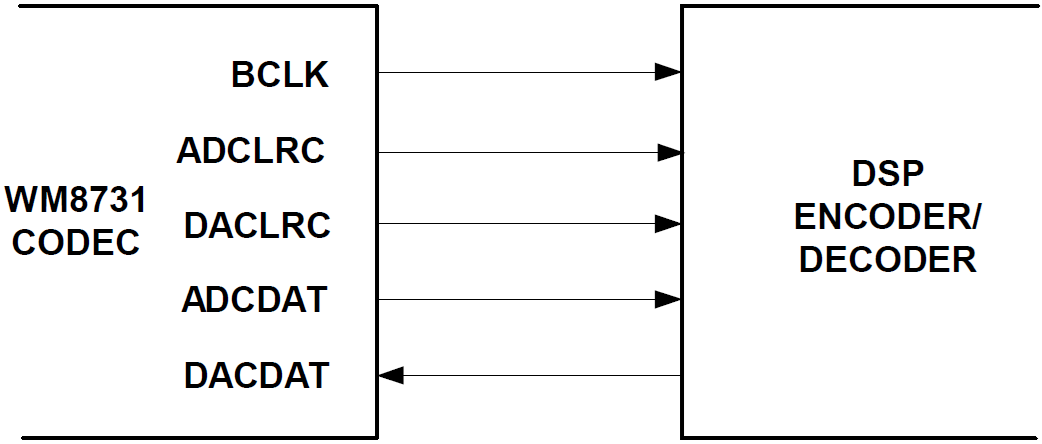 WM8731
CODEC
BCLK
ADCLRC
DACLRC
ADCDAT
DACDAT
DSP
ENCODER/
DECODER